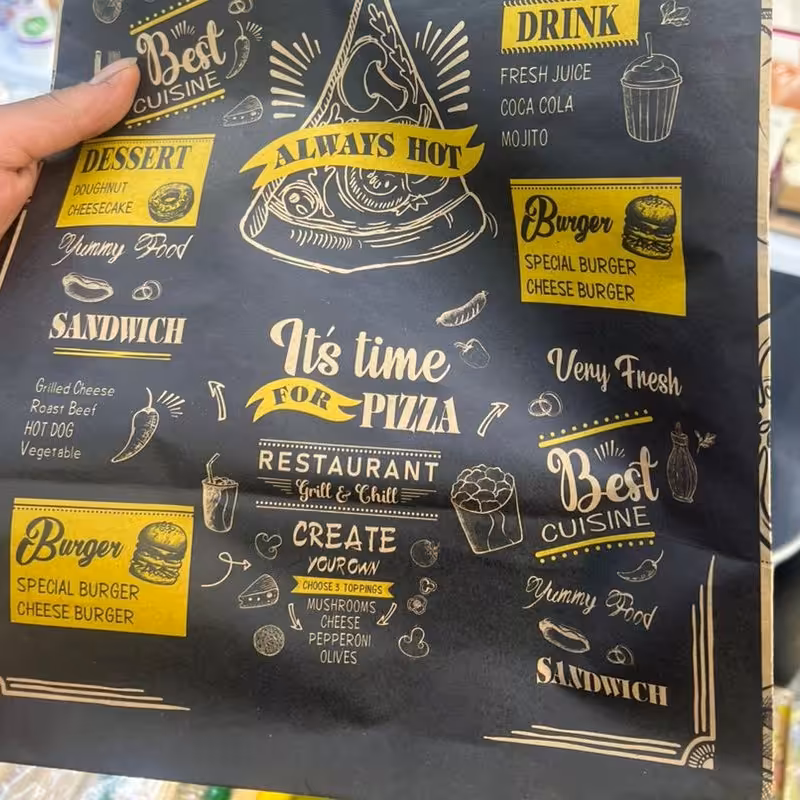 Best
CUISINE
DESSERT
DOUGHNUT
CHEESECAKE
Yummy Food
SANDWICH
Grilled Cheese
Roast Beef
HOT DOG
Vegetable
Burger
SPECIAL BURGER
CHEESE BURGER
ALWAYS HOT
It's time
FOR PIZZA
RESTAURANT
Grill & Chill
CREATE
YOUR OWN
CHOOSE 3 TOPPINGS
MUSHROOMS
CHEESE
PEPPERONI
OLIVES
DRINK
FRESH JUICE
COCA COLA
MOJITO
Burger
SPECIAL BURGER
CHEESE BURGER
Very Fresh
Best
CUISINE
Yummy Food
SANDWICH